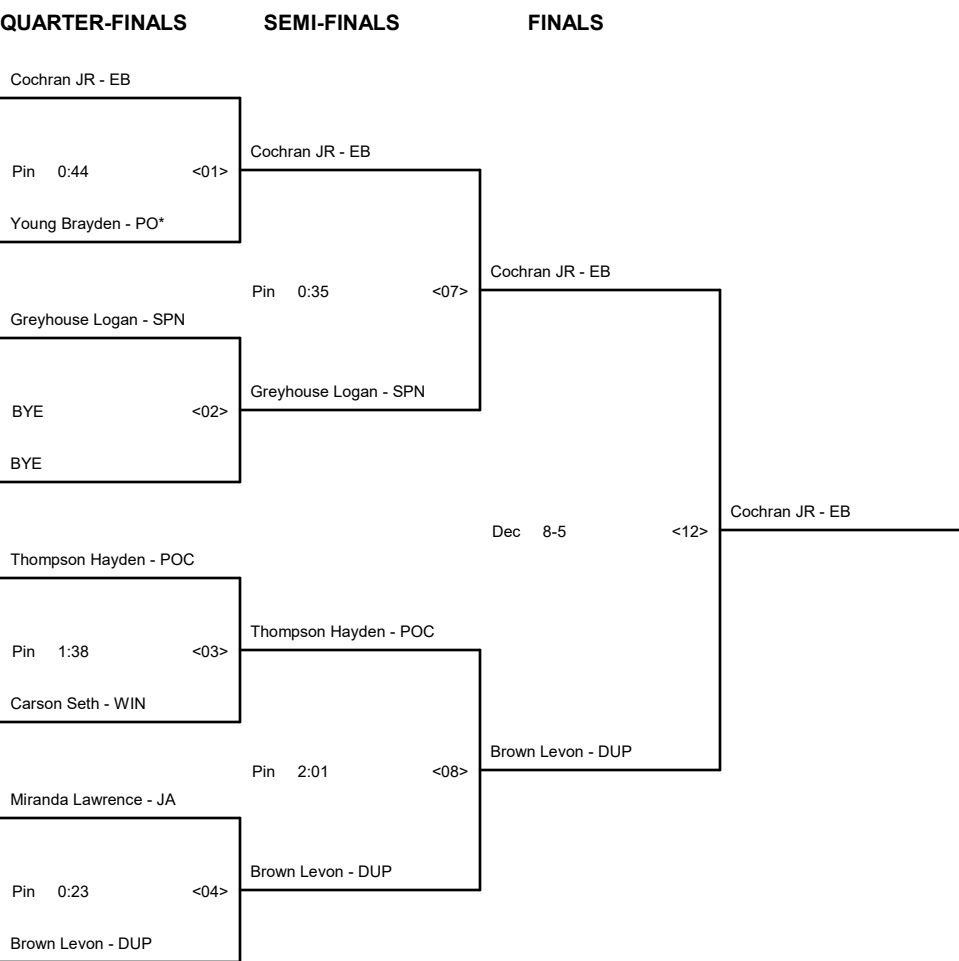 QUARTER-FINALS SEMI-FINALS FINALS
Cochran JR - EB
Cochran JR - EB
Pin 0:44 <01>
Young Brayden - PO*
Cochran JR - EB
Pin 0:35 <07>
Greyhouse Logan - SPN
Greyhouse Logan - SPN
BYE <02>
BYE
Cochran JR - EB
Dec 8-5 <12>
Thompson Hayden - POC
Thompson Hayden - POC
Pin 1:38 <03>
Carson Seth - WIN
Brown Levon - DUP
Pin 2:01 <08>
Miranda Lawrence - JA
Brown Levon - DUP
Pin 0:23 <04>
Brown Levon - DUP